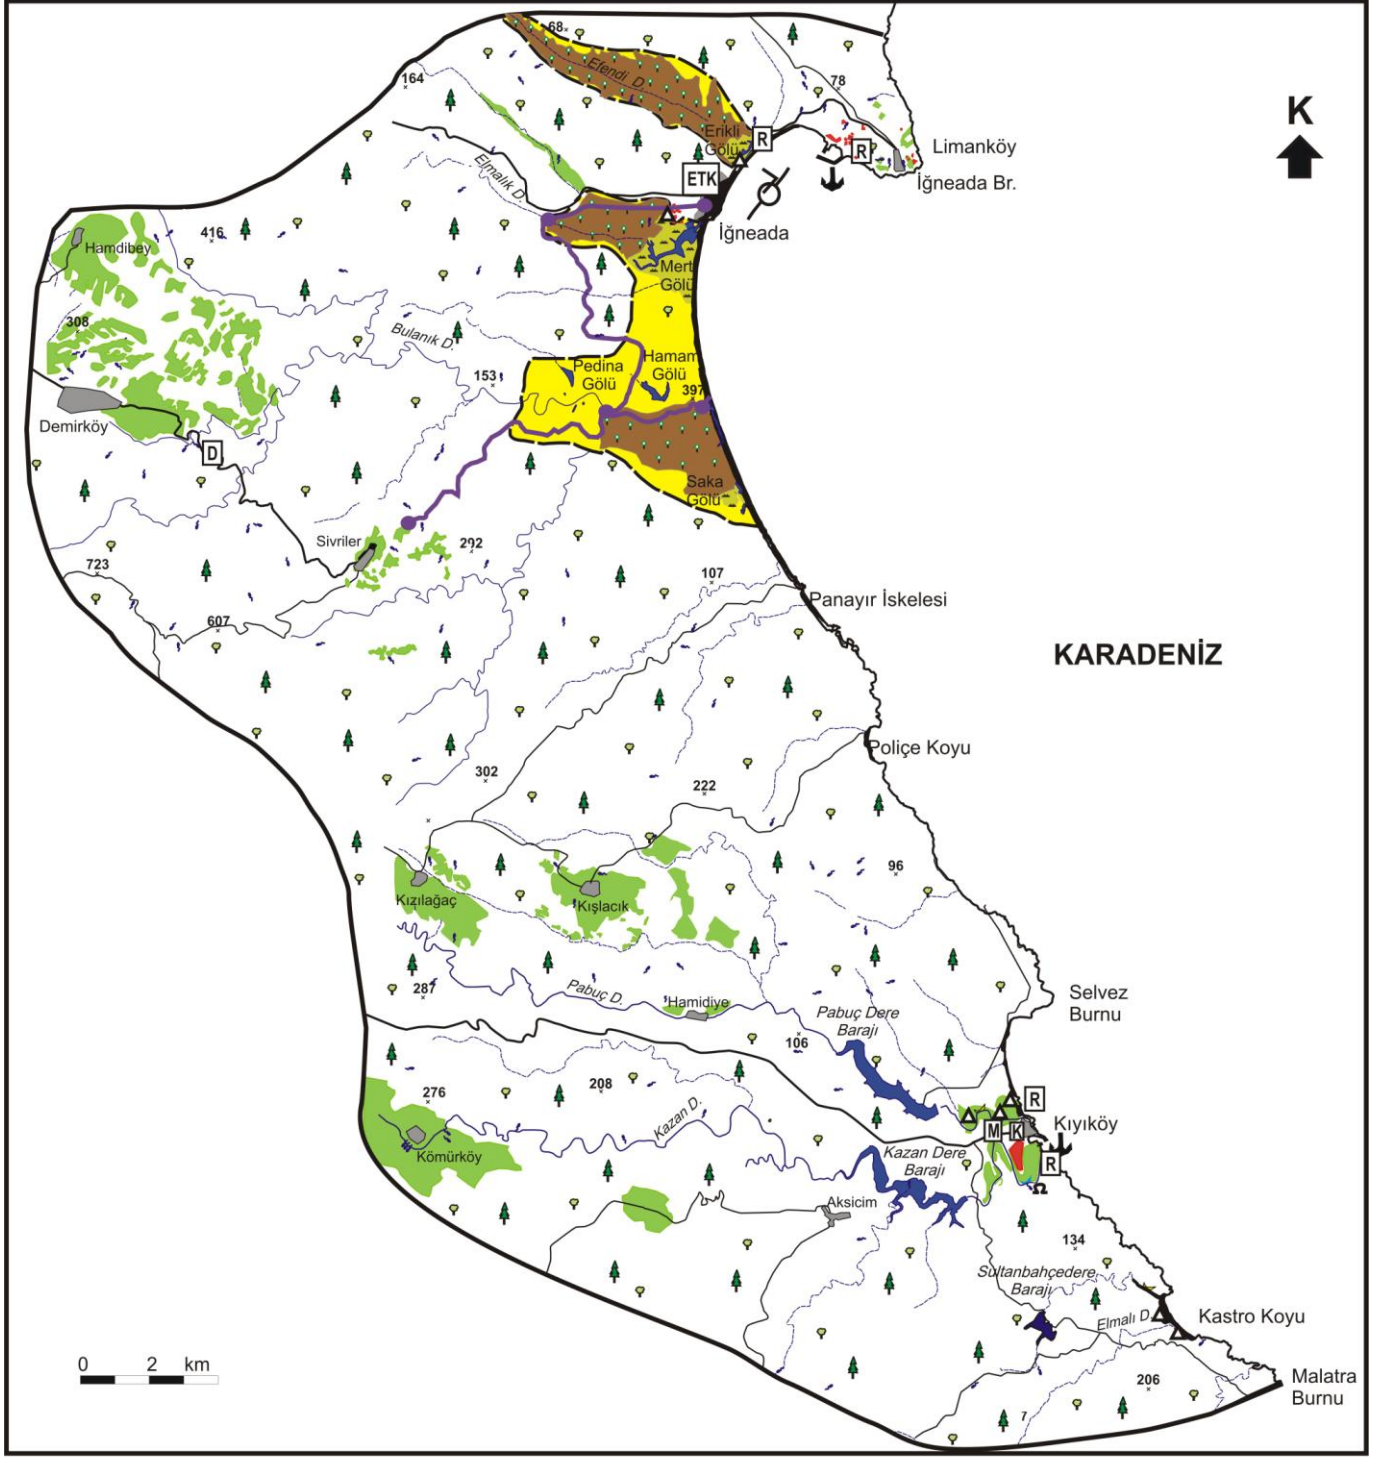 68
Efendi D.
164
78
K
Erikli
Gölü
R
R
Limanköy
Elmalık D.
ETK
İğneada Br.
416
Hamdibey
İğneada
Mert
Gölü
308
Bulanık D.
153
Pedina
Gölü
Hamam
Gölü
397
Demirköy
D
Saka
Gölü
Sivriler
292
723
107
607
Panayır İskelesi
KARADENİZ
Poliçe Koyu
302
222
96
Kızılağaç
Kışlacık
287
Pabuç D.
Hamidiye
Selvez
Burnu
Pabuç Dere
Barajı
106
276
208
Kazan D.
R
M
K
Kıyıköy
Kömürköy
Kazan Dere
Barajı
R
Aksicim
134
Sultanbahçedere
Barajı
Elmalı D.
Kastro Koyu
0 2 km
206
Malatra
Burnu
7